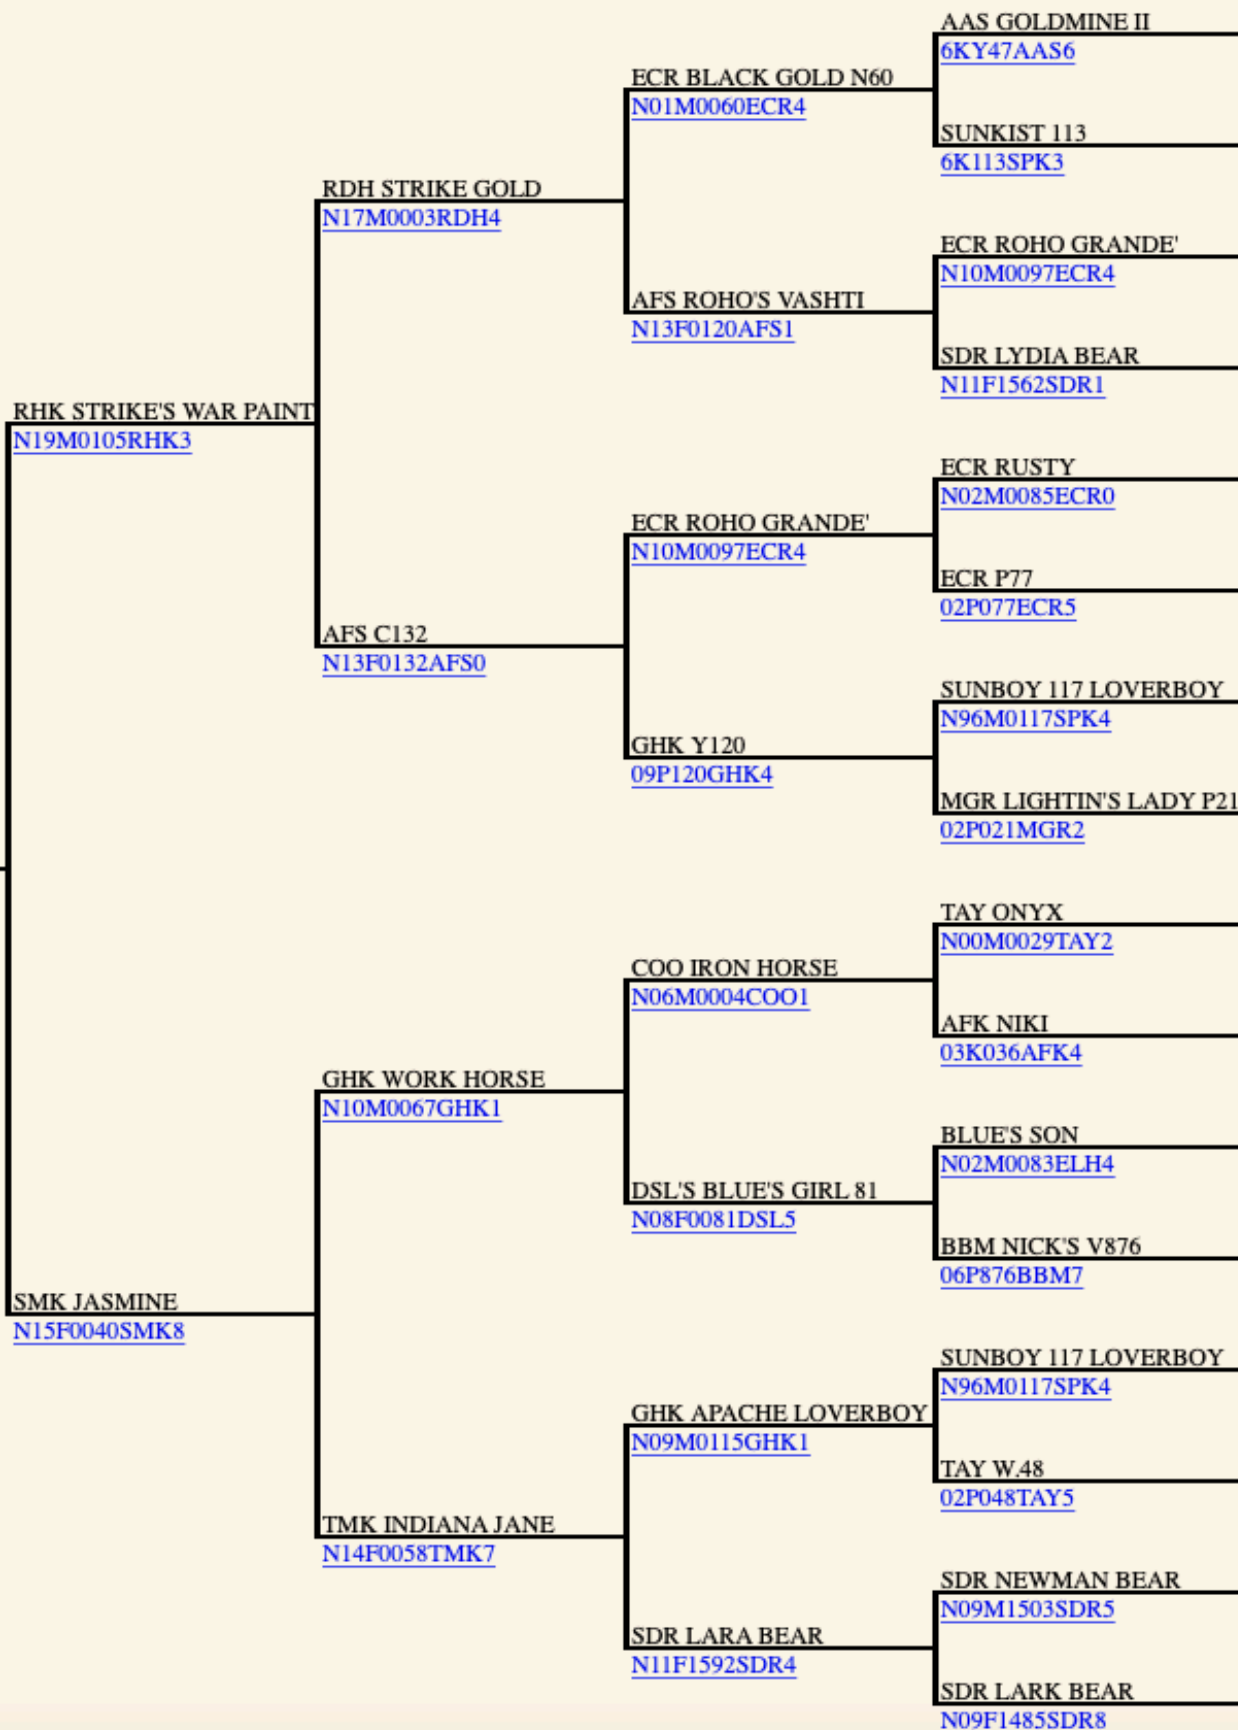 AAS GOLDMINE II
6KY47AAS6
ECR BLACK GOLD N60
N01M0060ECR4
SUNKIST 113
6K113SPK3
RDH STRIKE GOLD
N17M0003RDH4
ECR ROHO GRANDE'
N10M0097ECR4
AFS ROHO'S VASHTI
N13F0120AFS1
SDR LYDIA BEAR
N11F1562SDR1
RHK STRIKE'S WAR PAINT
N19M0105RHK3
ECR RUSTY
N02M0085ECR0
ECR ROHO GRANDE'
N10M0097ECR4
ECR P77
02P077ECR5
AFS C132
N13F0132AFS0
SUNBOY 117 LOVERBOY
N96M0117SPK4
GHK Y120
09P120GHK4
MGR LIGHTIN'S LADY P21
02P021MGR2
TAY ONYX
N00M0029TAY2
COO IRON HORSE
N06M0004COO1
AFK NIKI
03K036AFK4
GHK WORK HORSE
N10M0067GHK1
BLUE'S SON
N02M0083ELH4
DSL'S BLUE'S GIRL 81
N08F0081DSL5
BBM NICK'S V876
06P876BBM7
SMK JASMINE
N15F0040SMK8
SUNBOY 117 LOVERBOY
N96M0117SPK4
GHK APACHE LOVERBOY
N09M0115GHK1
TAY W.48
02P048TAY5
TMK INDIANA JANE
N14F0058TMK7
SDR NEWMAN BEAR
N09M1503SDR5
SDR LARA BEAR
N11F1592SDR4
SDR LARK BEAR
N09F1485SDR8